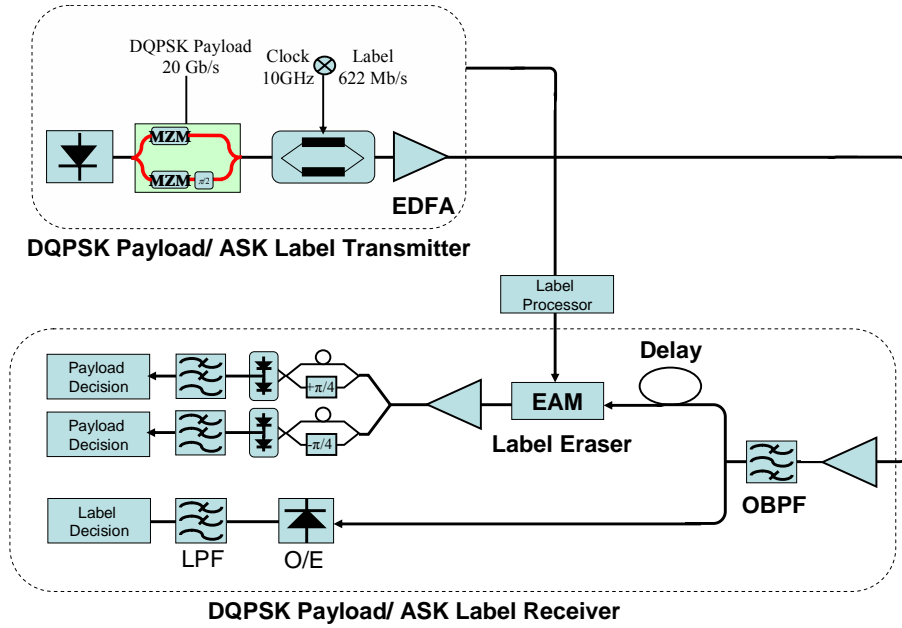 DQPSK Payload
20 Gb/s
Clock
10GHz
Label
622 Mb/s
MZM
MZM
π/2
EDFA
DQPSK Payload/ ASK Label Transmitter
Label
Processor
Delay
Payload
Decision
+π/4
EAM
Label Eraser
Payload
Decision
-π/4
OBPF
Label
Decision
LPF
O/E
DQPSK Payload/ ASK Label Receiver